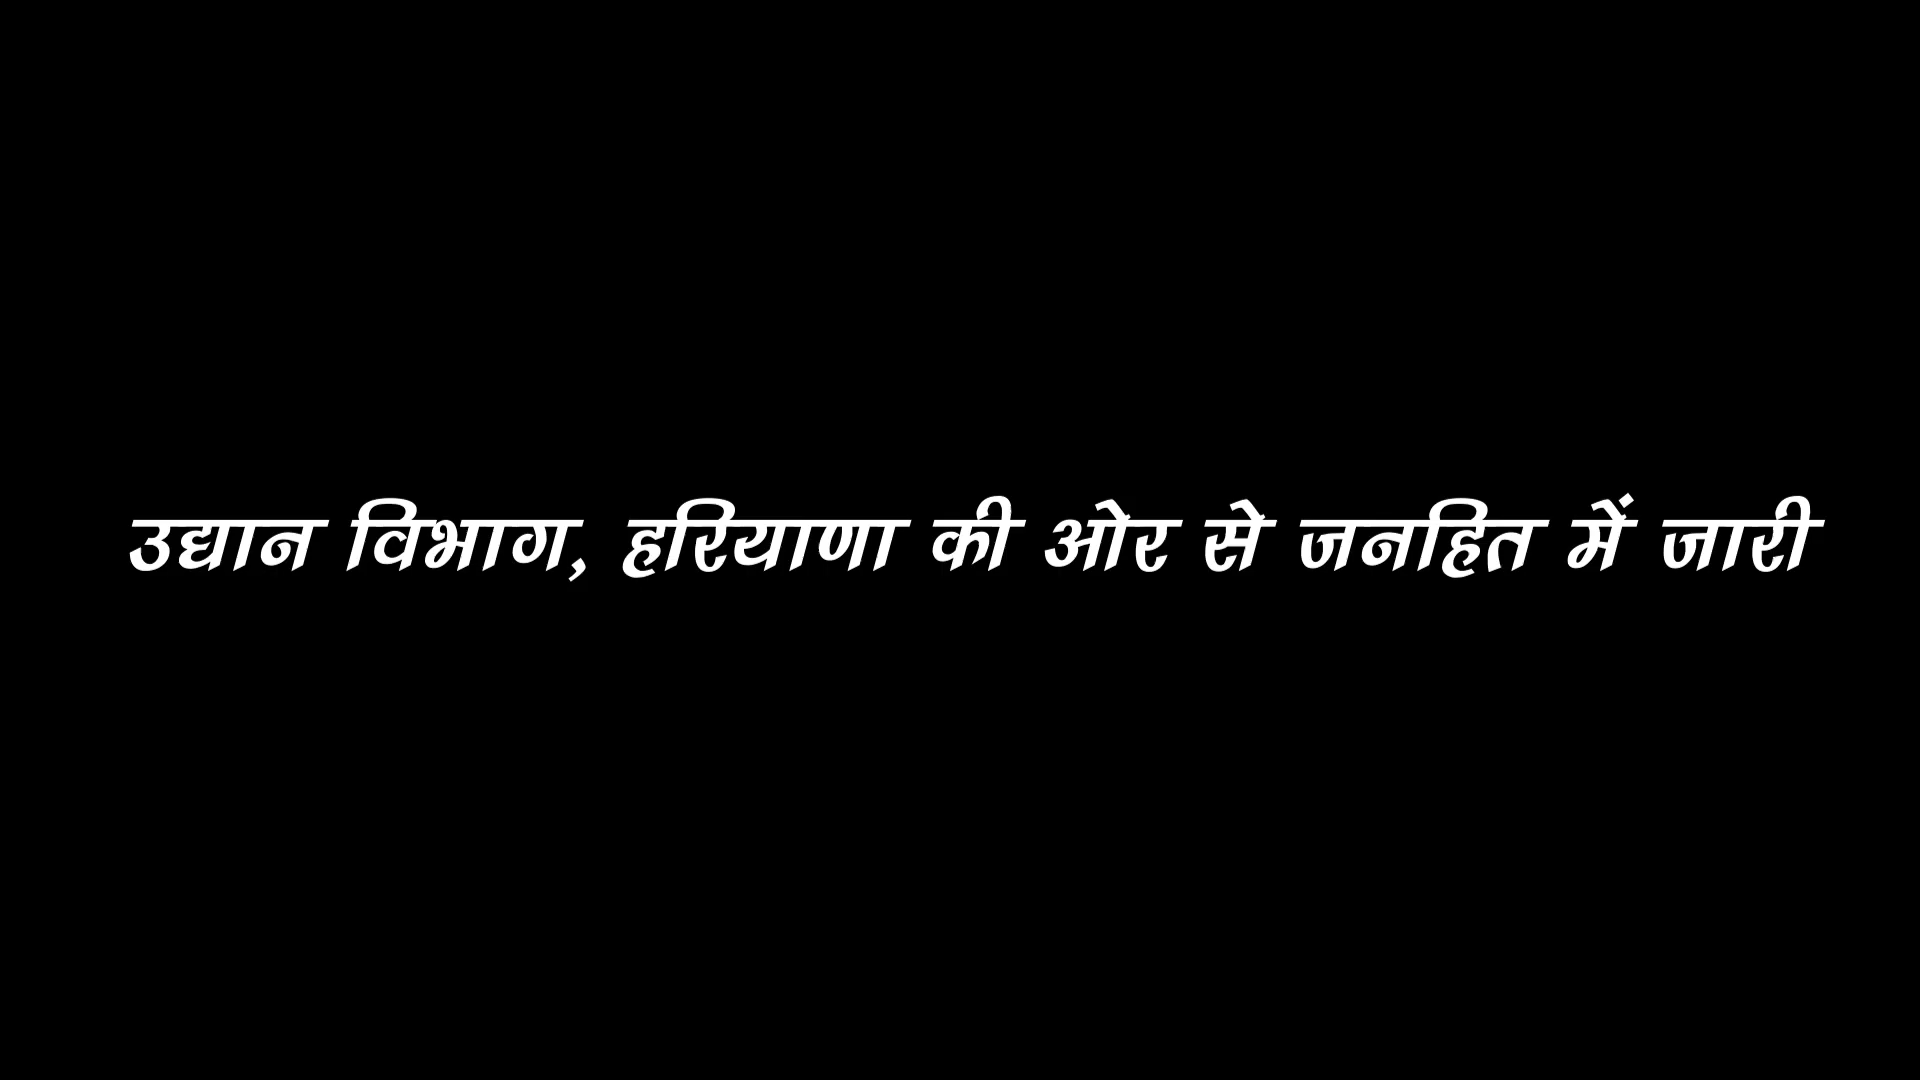 उद्यान विभाग, हरियाणा की ओर से जनहित में जारी